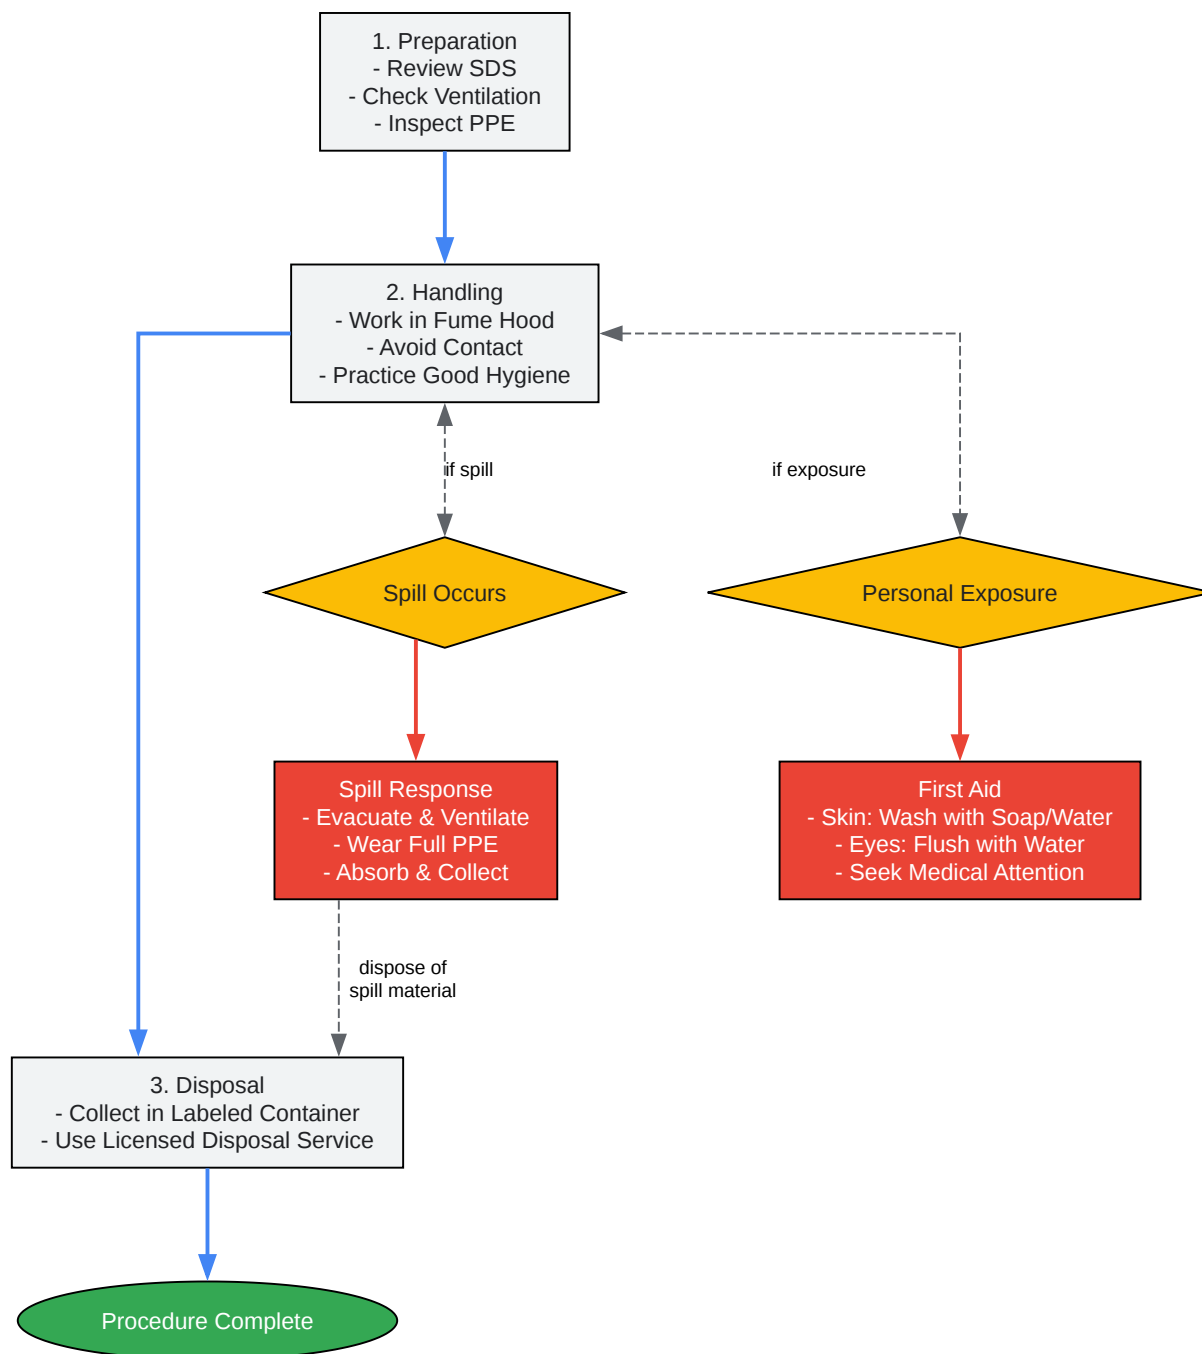 1. Preparation
- Review SDS
- Check Ventilation
- Inspect PPE
2. Handling
- Work in Fume Hood
- Avoid Contact
- Practice Good Hygiene
if spill
if exposure
Spill Occurs
Personal Exposure
Spill Response
- Evacuate & Ventilate
- Wear Full PPE
- Absorb & Collect
First Aid
- Skin: Wash with Soap/Water
- Eyes: Flush with Water
- Seek Medical Attention
dispose of
spill material
3. Disposal
- Collect in Labeled Container
- Use Licensed Disposal Service
Procedure Complete